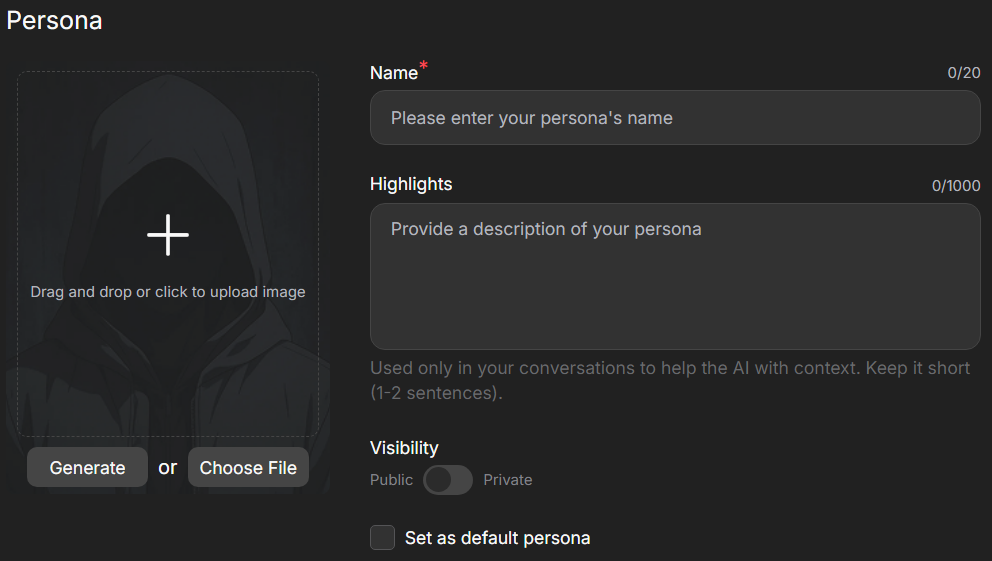 Persona
Name*
0/20
Please enter your persona's name
Highlights
0/1000
Provide a description of your persona
Used only in your conversations to help the AI with context. Keep it short
(1-2 sentences).
Drag and drop or click to upload image
Generate or Choose File
Visibility
Public Private
Set as default persona